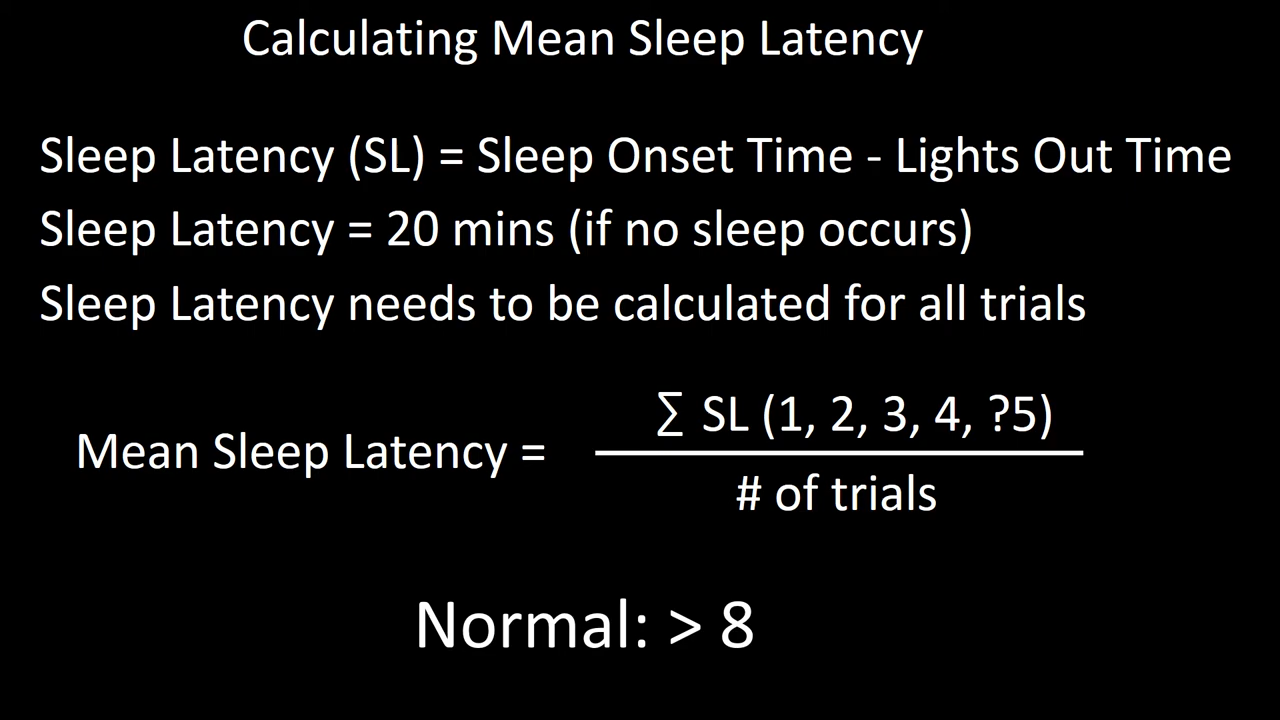 Calculating Mean Sleep Latency
Sleep Latency (SL) = Sleep Onset Time - Lights Out Time
Sleep Latency = 20 mins (if no sleep occurs)
Sleep Latency needs to be calculated for all trials
∑ SL (1, 2, 3, 4, ?5)
Mean Sleep Latency =
# of trials
Normal: > 8